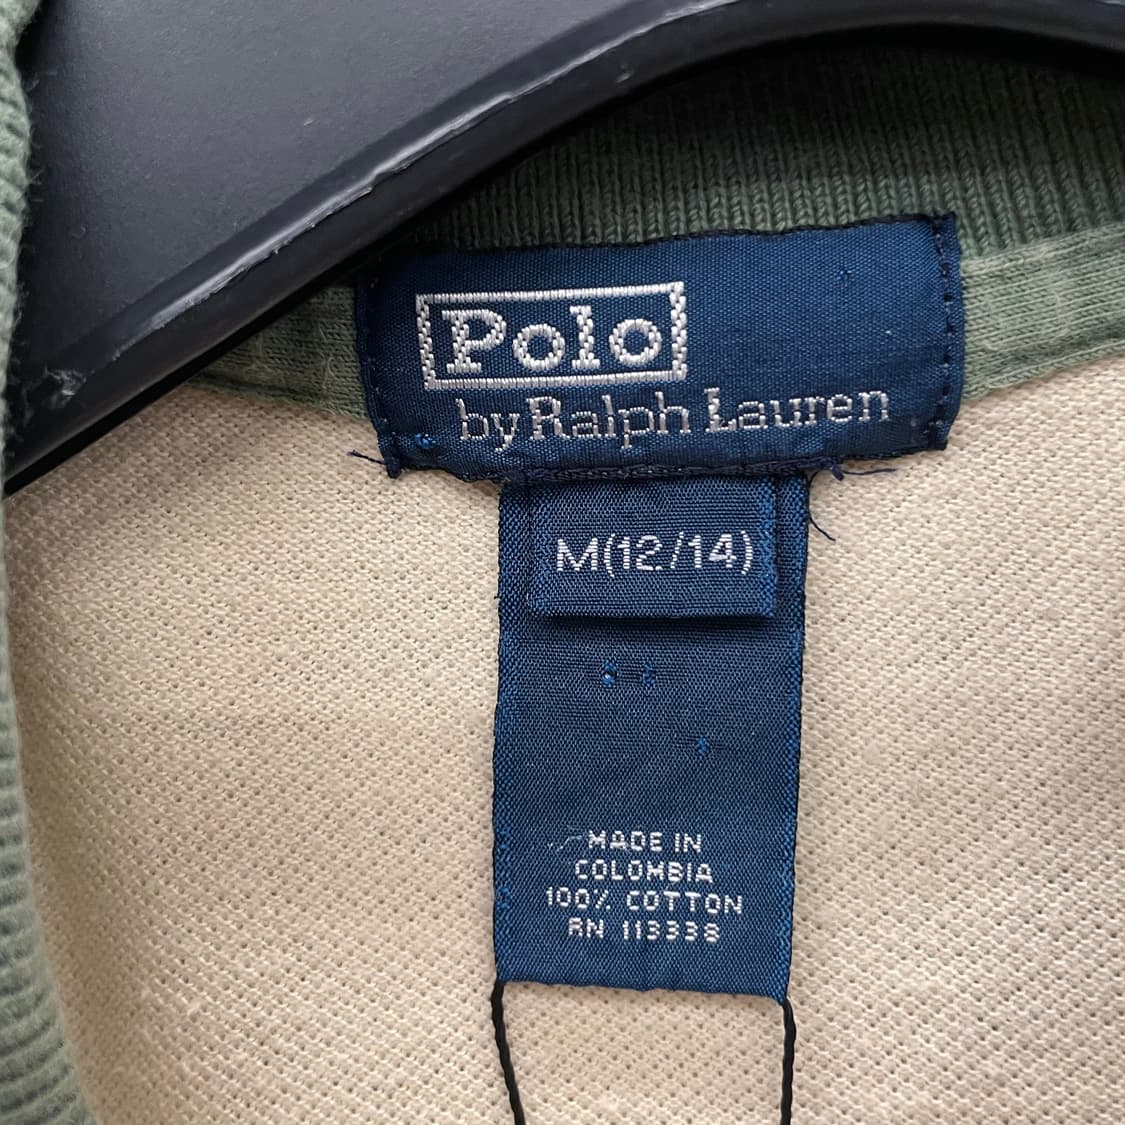 Polo
by Ralph Lauren
M(12/14)
MADE IN
COLOMBIA
100% COTTON
RN 113338